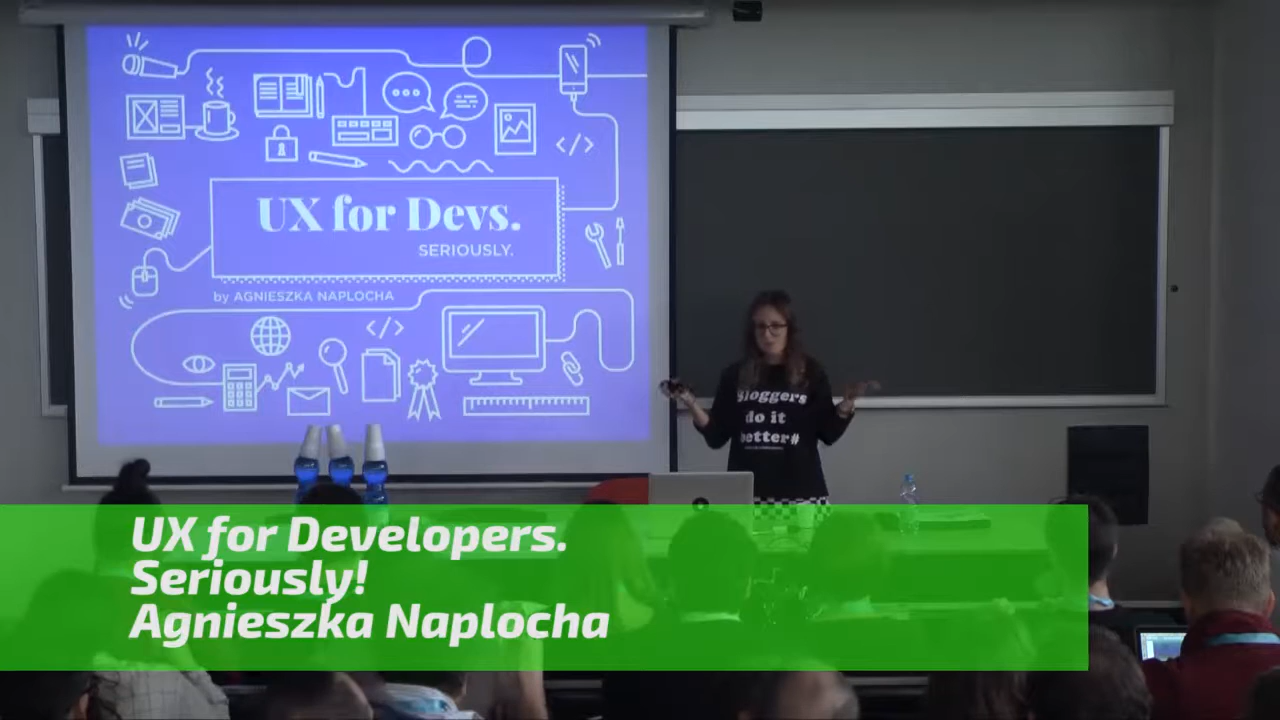 UX for Devs.
SERIOUSLY.
by AGNIESZKA NAPLOCHA
</>
</>
Bloggers
do it
better#
UX for Developers.
Seriously!
Agnieszka Naplocha